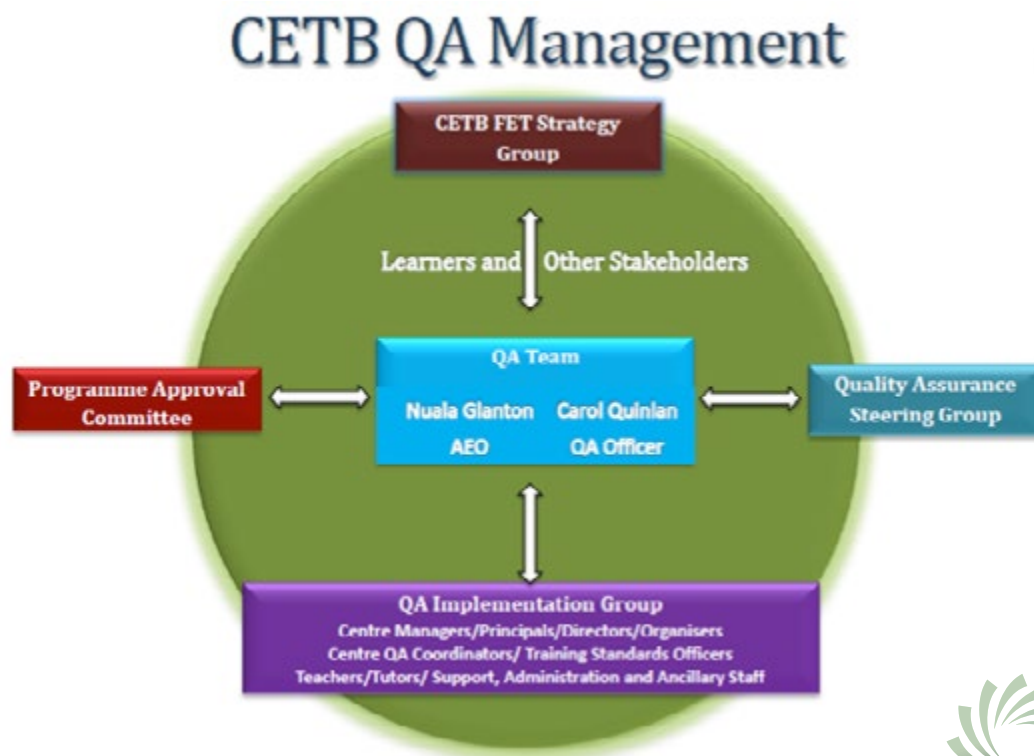 CETB QA Management
CETB FET Strategy
Group
Learners and Other Stakeholders
QA Team
Nuala Glanton Carol Quinlan
AEO QA Officer
Programme Approval
Committee
Quality Assurance
Steering Group
QA Implementation Group
Centre Managers/Principals/Directors/Organisers
Centre QA Coordinators/ Training Standards Officers
Teachers/Tutors/ Support, Administration and Ancillary Staff